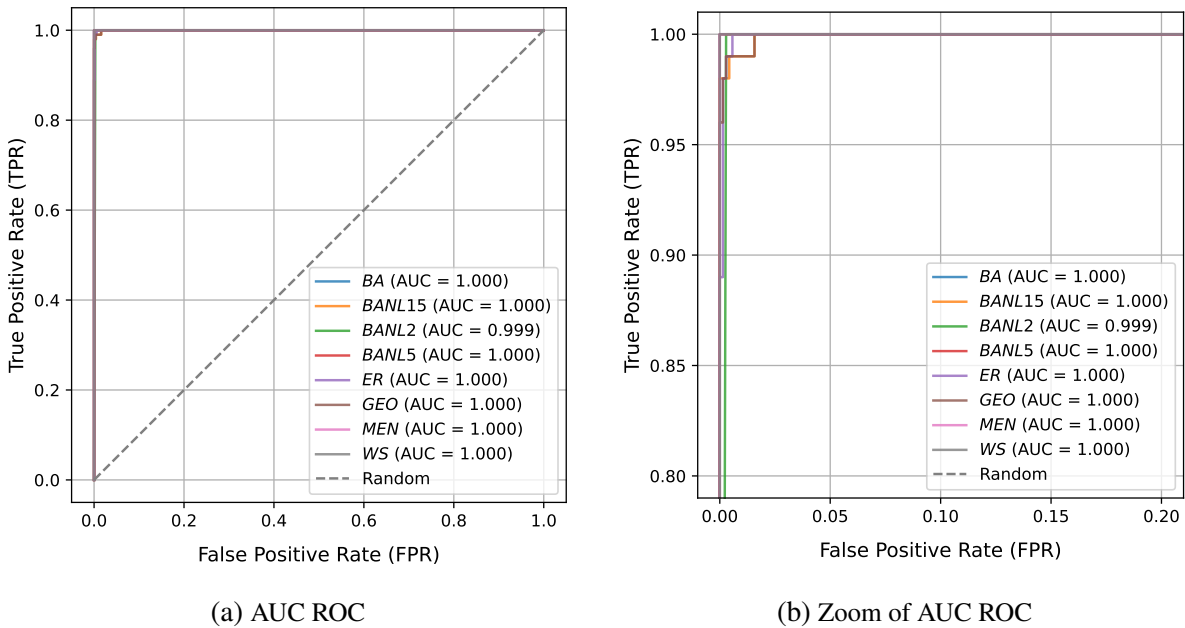 1.0
0.8
0.6
0.4
0.2
0.0
True Positive Rate (TPR)
BA (AUC = 1.000)
BANL15 (AUC = 1.000)
BANL2 (AUC = 0.999)
BANL5 (AUC = 1.000)
ER (AUC = 1.000)
GEO (AUC = 1.000)
MEN (AUC = 1.000)
WS (AUC = 1.000)
Random
0.0 0.2 0.4 0.6 0.8 1.0
False Positive Rate (FPR)
(a) AUC ROC
1.00
0.95
0.90
0.85
0.80
True Positive Rate (TPR)
BA (AUC = 1.000)
BANL15 (AUC = 1.000)
BANL2 (AUC = 0.999)
BANL5 (AUC = 1.000)
ER (AUC = 1.000)
GEO (AUC = 1.000)
MEN (AUC = 1.000)
WS (AUC = 1.000)
Random
0.00 0.05 0.10 0.15 0.20
False Positive Rate (FPR)
(b) Zoom of AUC ROC